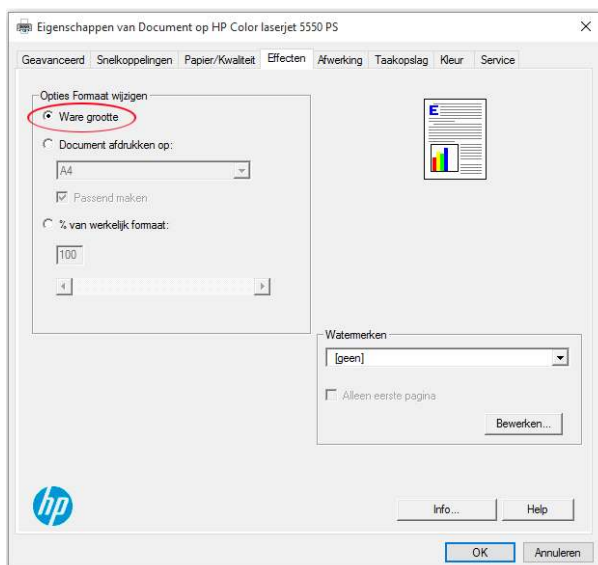 Eigenschappen van Document op HP Color laserjet 5550 PS
Geavanceerd Snelkoppelingen Papier/Kwaliteit Effecten Afwerking Taakopslag Kleur Service
Opties Formaat wijzigen
Ware grootte
Document afdrukken op:
A4
Passend maken
% van werkelijk formaat:
100
E
Watermerken
[geen]
Alleen eerste pagina
Bewerken...
hp
Info... Help
OK Annuleren